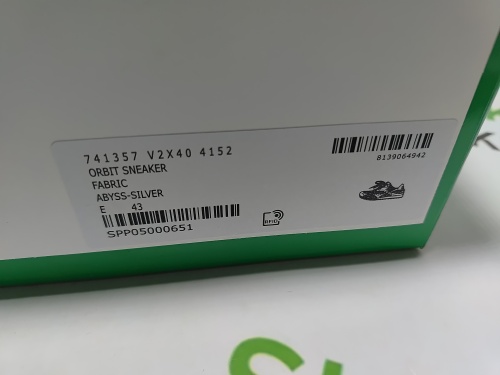 741357 V2X40 4152
ORBIT SNEAKER
FABRIC
ABYSS-SILVER
E 43
SPP05000651
8139064942
RFID